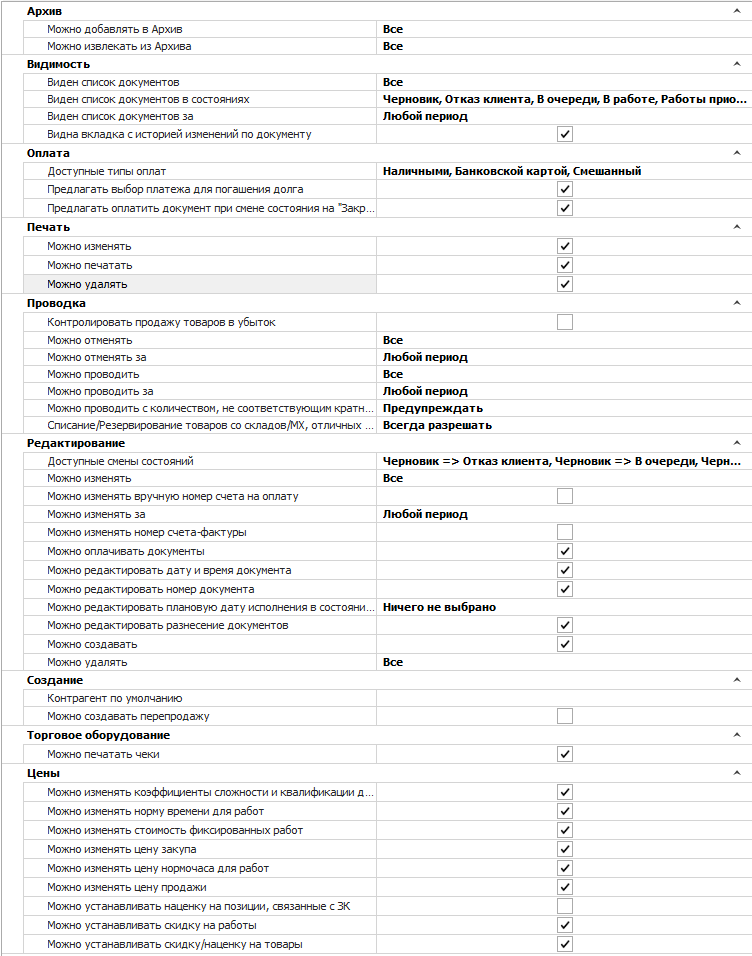 Архив
Можно добавлять в Архив Все
Можно извлекать из Архива Все
Видимость
Виден список документов Все
Виден список документов в состояниях Черновик, Отказ клиента, В очереди, В работе, Работы прио...
Виден список документов за Любой период
Видна вкладка с историей изменений по документу
Оплата
Доступные типы оплат Наличными, Банковской картой, Смешанный
Предлагать выбор платежа для погашения долга
Предлагать оплатить документ при смене состояния на "Закр...
Печать
Можно изменять
Можно печатать
Можно удалять
Проводка
Контролировать продажу товаров в убыток
Можно отменять Все
Можно отменять за Любой период
Можно проводить Все
Можно проводить за Любой период
Можно проводить с количеством, не соответствующим кратн... Предупреждать
Списание/Резервирование товаров со складов/МХ, отличных ... Всегда разрешать
Редактирование
Доступные смены состояний Черновик => Отказ клиента, Черновик => В очереди, Черн...
Можно изменять Все
Можно изменять вручную номер счета на оплату
Можно изменять за Любой период
Можно изменять номер счета-фактуры
Можно оплачивать документы
Можно редактировать дату и время документа
Можно редактировать номер документа
Можно редактировать плановую дату исполнения в состояни... Ничего не выбрано
Можно редактировать разнесение документов
Можно создавать
Можно удалять Все
Создание
Контрагент по умолчанию
Можно создавать перепродажу
Торговое оборудование
Можно печатать чеки
Цены
Можно изменять коэффициенты сложности и квалификации д...
Можно изменять норму времени для работ
Можно изменять стоимость фиксированных работ
Можно изменять цену закупа
Можно изменять цену нормочаса для работ
Можно изменять цену продажи
Можно устанавливать наценку на позиции, связанные с ЗК
Можно устанавливать скидку на работы
Можно устанавливать скидку/наценку на товары